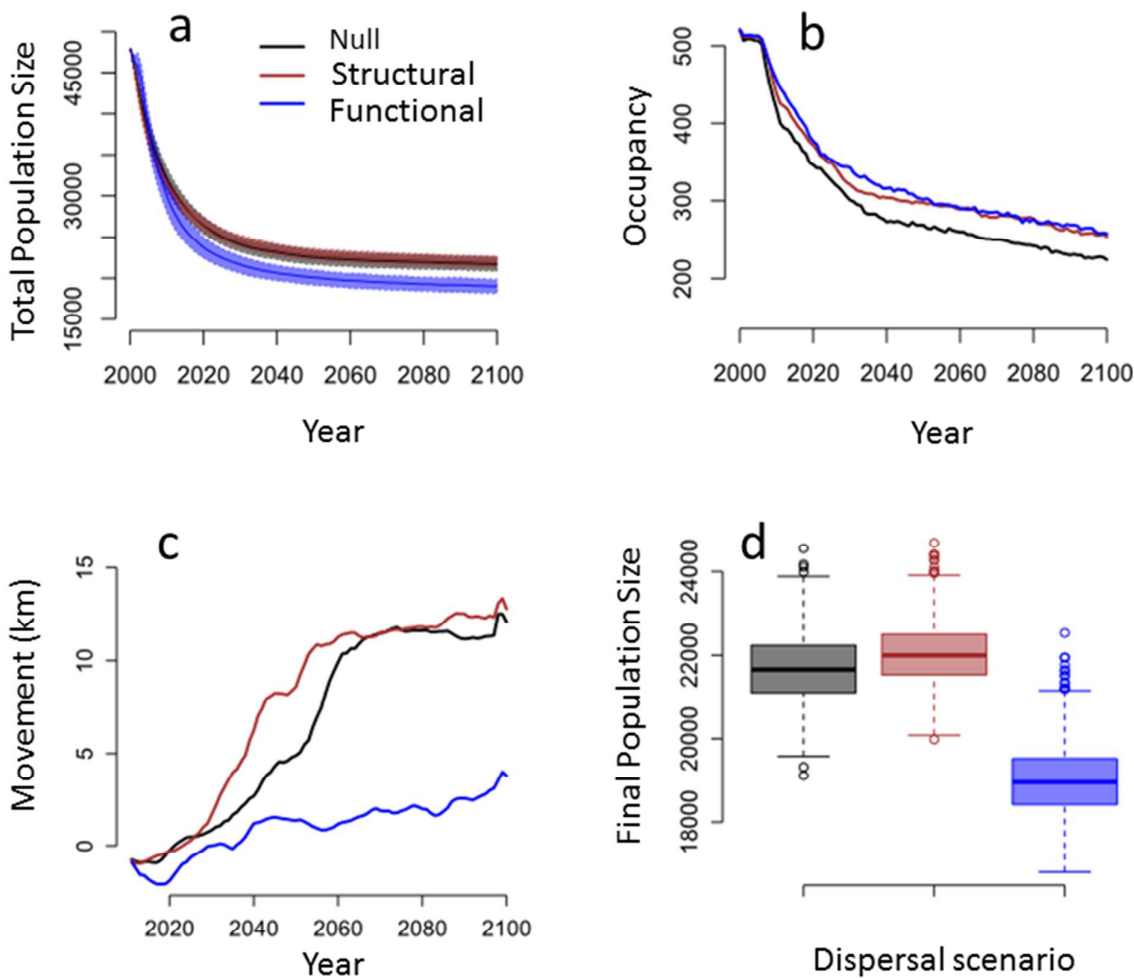 a
Null
Structural
Functional
Total Population Size
45000
30000
15000
2000 2020 2040 2060 2080 2100
Year
b
Occupancy
500
400
300
200
2000 2020 2040 2060 2080 2100
Year
c
Movement (km)
15
10
5
0
2020 2040 2060 2080 2100
Year
d
Final Population Size
24000
22000
20000
18000
Dispersal scenario